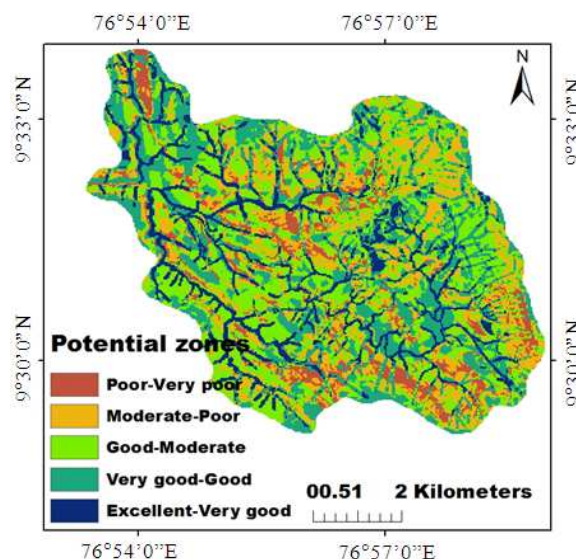 76°54’0”E 76°57’0”E
N
9°33’0”N 9°33’0”N
9°30’0”N 9°30’0”N
Potential zones
Poor-Very poor
Moderate-Poor
Good-Moderate
Very good-Good
Excellent-Very good
00.51 2 Kilometers
76°54’0”E 76°57’0”E